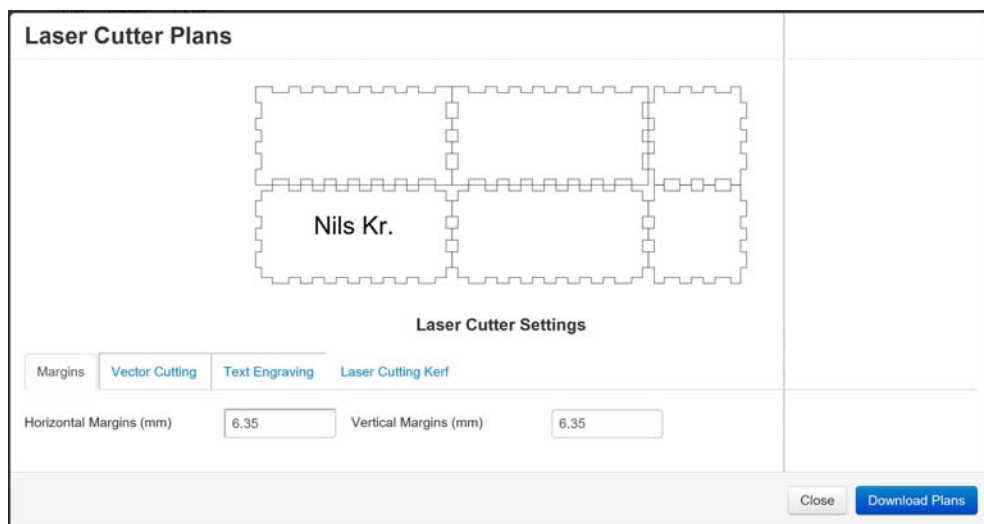 Laser Cutter Plans
Nils Kr.
Laser Cutter Settings
Margins Vector Cutting Text Engraving Laser Cutting Kerf
Horizontal Margins (mm) 6.35 Vertical Margins (mm) 6.35
Close Download Plans